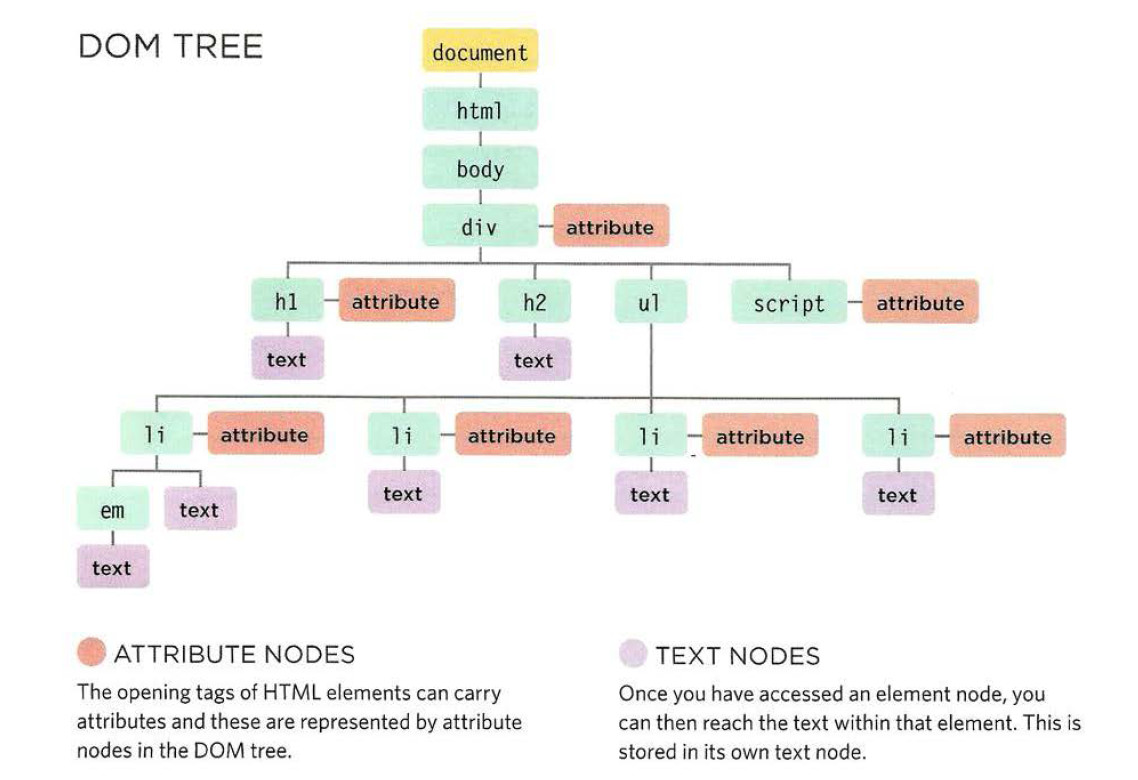 DOM TREE
document
html
body
div attribute
h1 attribute h2 ul script attribute
text text
li attribute li attribute li attribute li attribute
text text text
em text
text
ATTRIBUTE NODES
The opening tags of HTML elements can carry
attributes and these are represented by attribute
nodes in the DOM tree.
TEXT NODES
Once you have accessed an element node, you
can then reach the text within that element. This is
stored in its own text node.